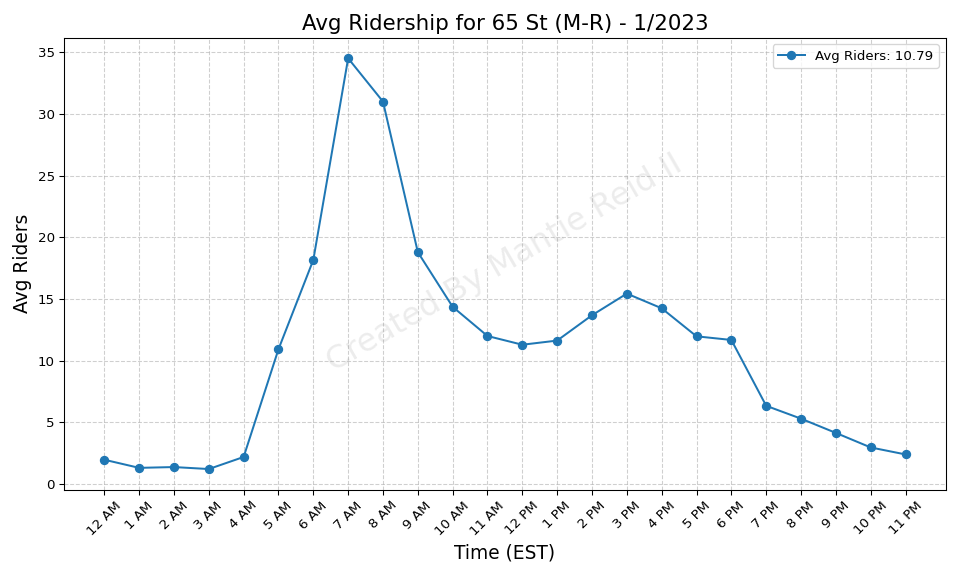 Avg Ridership for 65 St (M-R) - 1/2023
Avg Riders: 10.79
35
30
25
20
15
10
5
0
Avg Riders
Created By Mantie Reid II
12 AM
1 AM
2 AM
3 AM
4 AM
5 AM
6 AM
7 AM
8 AM
9 AM
10 AM
11 AM
12 PM
1 PM
2 PM
3 PM
4 PM
5 PM
6 PM
7 PM
8 PM
9 PM
10 PM
11 PM
Time (EST)